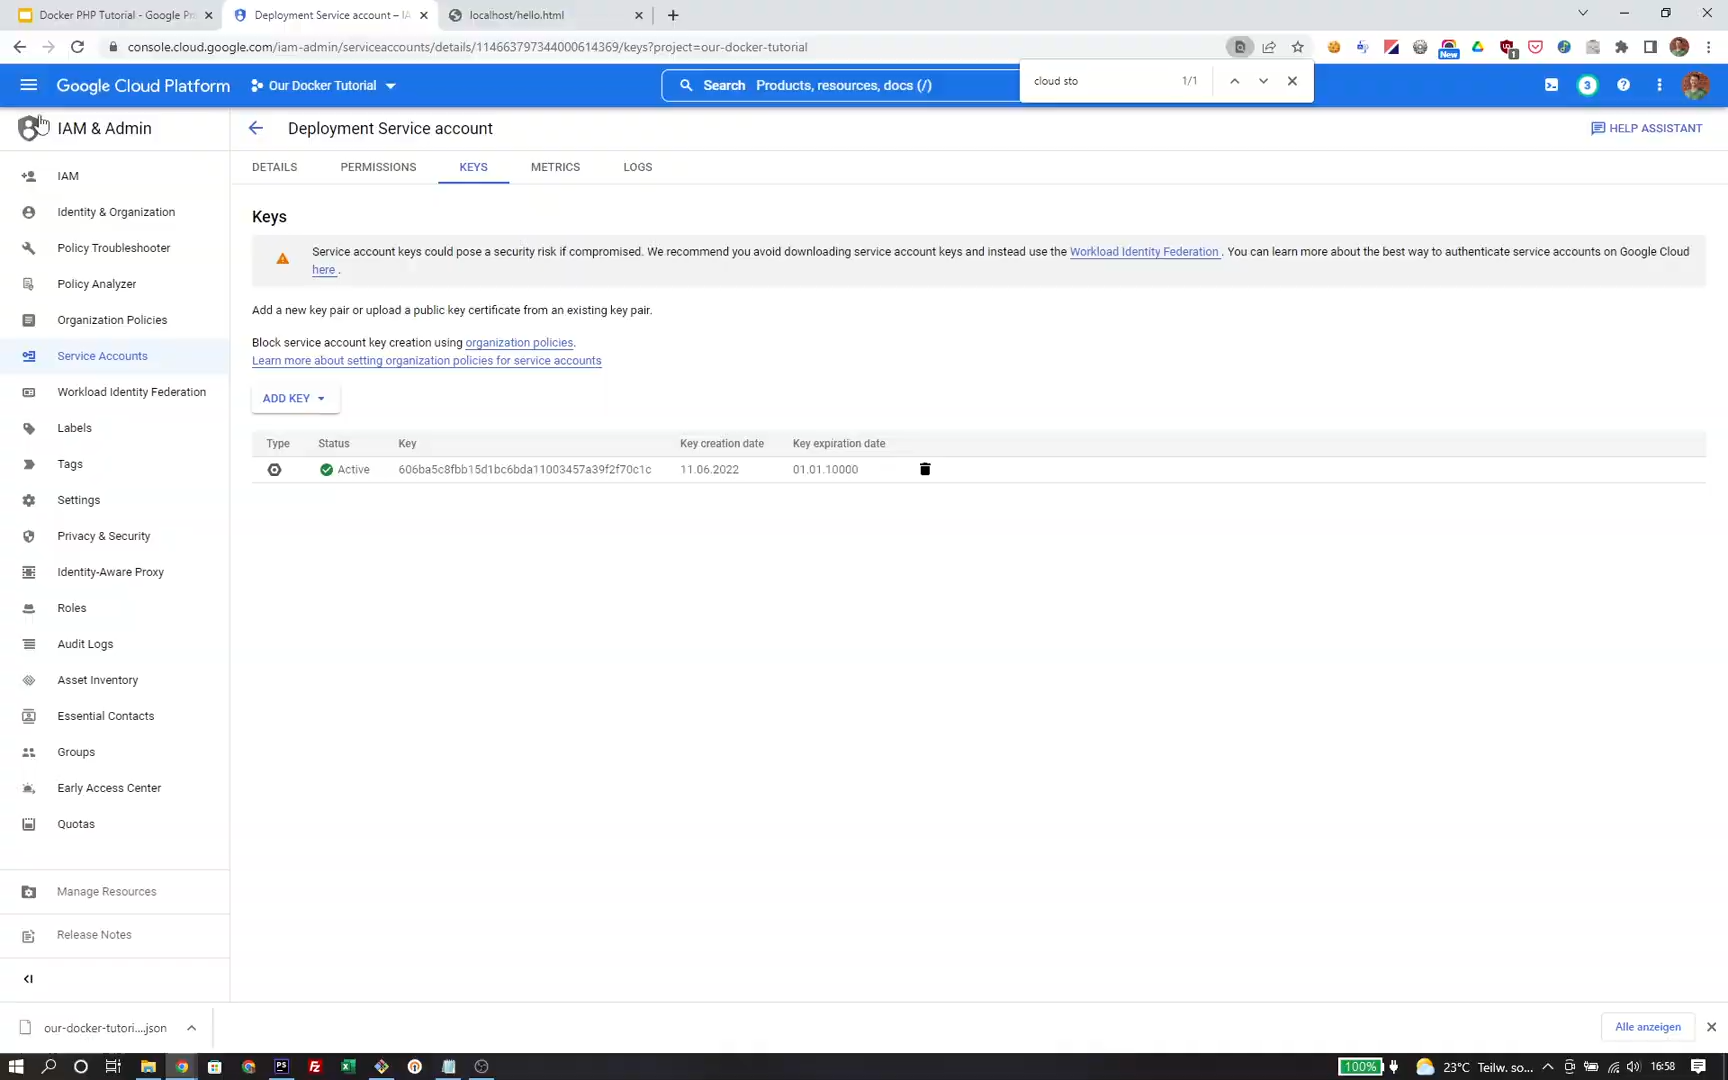 Docker PHP Tutorial - Google Pr
Deployment Service account – IA
localhost/hello.html
console.cloud.google.com/iam-admin/serviceaccounts/details/114663797344000614369/keys?project=our-docker-tutorial
New
1
Google Cloud Platform
Our Docker Tutorial
Search Products, resources, docs (/)
cloud sto
1/1
3
IAM & Admin
Deployment Service account
HELP ASSISTANT
DETAILS
PERMISSIONS
KEYS
METRICS
LOGS
IAM
Identity & Organization
Policy Troubleshooter
Policy Analyzer
Organization Policies
Service Accounts
Workload Identity Federation
Labels
Tags
Settings
Privacy & Security
Identity-Aware Proxy
Roles
Audit Logs
Asset Inventory
Essential Contacts
Groups
Early Access Center
Quotas
Manage Resources
Release Notes
Keys
Service account keys could pose a security risk if compromised. We recommend you avoid downloading service account keys and instead use the Workload Identity Federation . You can learn more about the best way to authenticate service accounts on Google Cloud
here .
Add a new key pair or upload a public key certificate from an existing key pair.
Block service account key creation using organization policies.
Learn more about setting organization policies for service accounts
ADD KEY
Type Status Key Key creation date Key expiration date
Active 606ba5c8fbb15d1bc6bda11003457a39f2f70c1c 11.06.2022 01.01.10000
our-docker-tutori....json
Alle anzeigen
PS
100%
23°C Teilw. so...
16:58